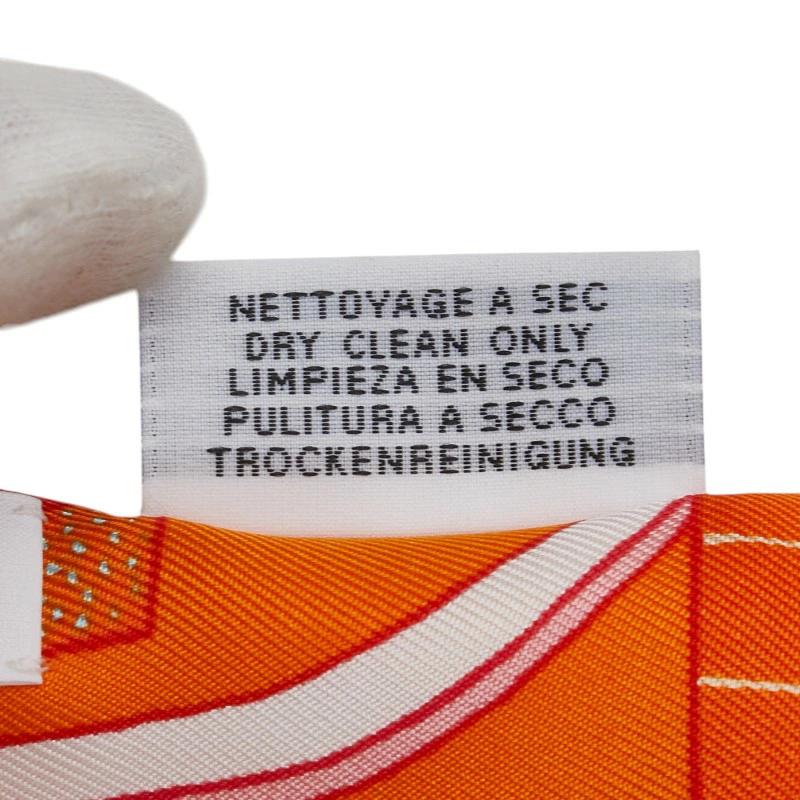 NETTOYAGE A SEC
DRY CLEAN ONLY
LIMPIEZA EN SECO
PULITURA A SECCO
TROCKENREINIGUNG